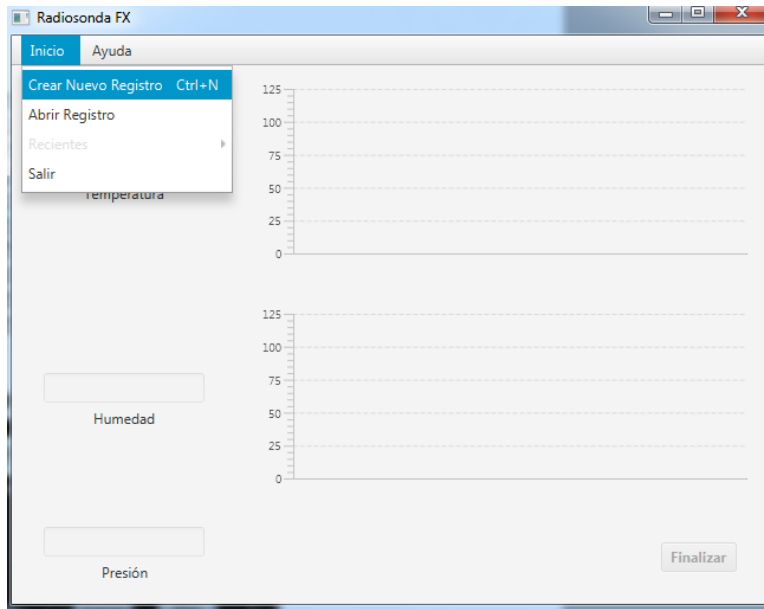 Radiosonda FX
Inicio Ayuda
Crear Nuevo Registro Ctrl+N
Abrir Registro
Recientes
Salir
Temperatura
125
100
75
50
25
0
125
100
75
50
25
0
Humedad
Presión
Finalizar